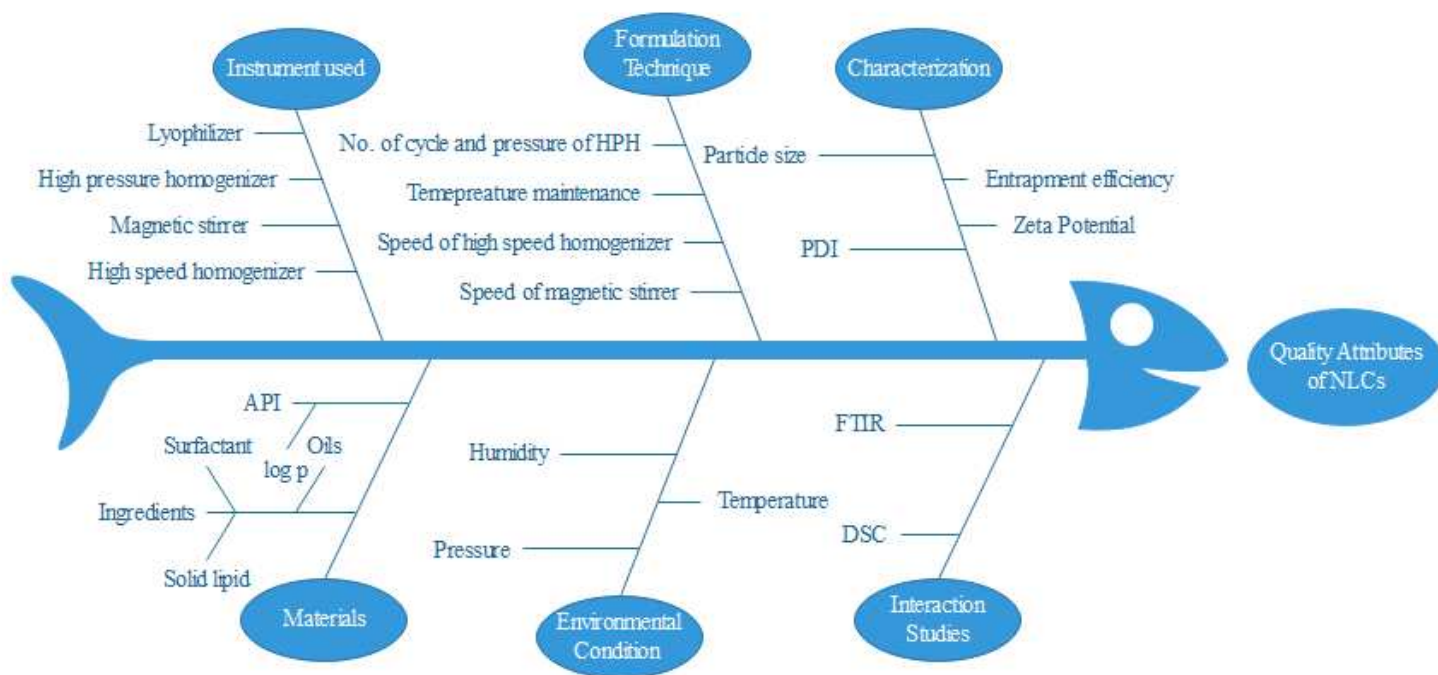 Instrument used
Formulation
Technique
Characterization
Lyophilizer
High pressure homogenizer
Magnetic stirrer
High speed homogenizer
No. of cycle and pressure of HPH
Temepreature maintenance
Speed of high speed homogenizer
Speed of magnetic stirrer
Particle size
Entrapment efficiency
Zeta Potential
PDI
Quality Attributes
of NLCs
API
log p
Surfactant
Oils
Ingredients
Solid lipid
Humidity
Temperature
Pressure
FTIR
DSC
Materials
Environmental
Condition
Interaction
Studies